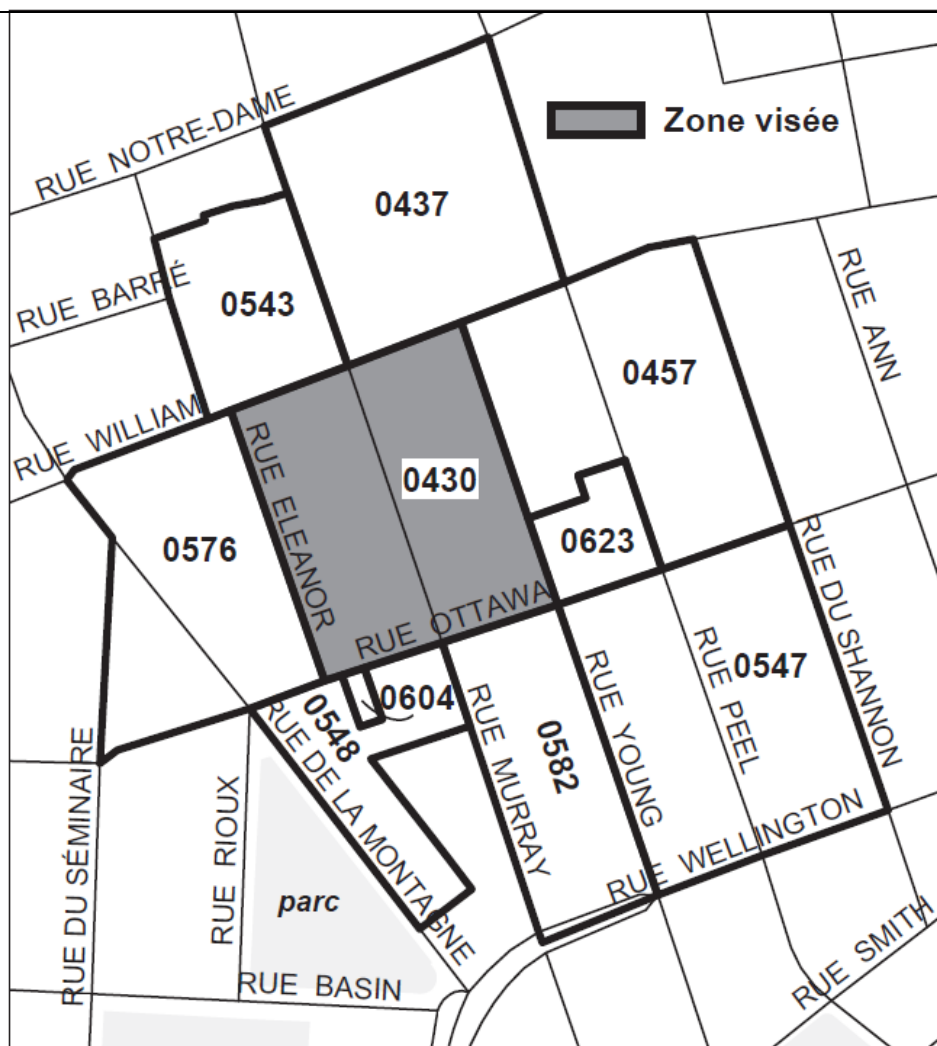 RUE NOTRE-DAME
Zone visée
0437
RUE BARRÉ
0543
RUE ANN
0457
RUE WILLIAM
RUE ELEANOR
0430
0576
0623
RUE DU SHANNON
RUE OTTAWA
0604
0548
RUE DE LA MONTAGNE
RUE MURRAY
0582
RUE YOUNG
RUE PEEL
0547
RUE DU SÉMINAIRE
RUE RIOUX
parc
RUE WELLINGTON
RUE BASIN
RUE SMITH